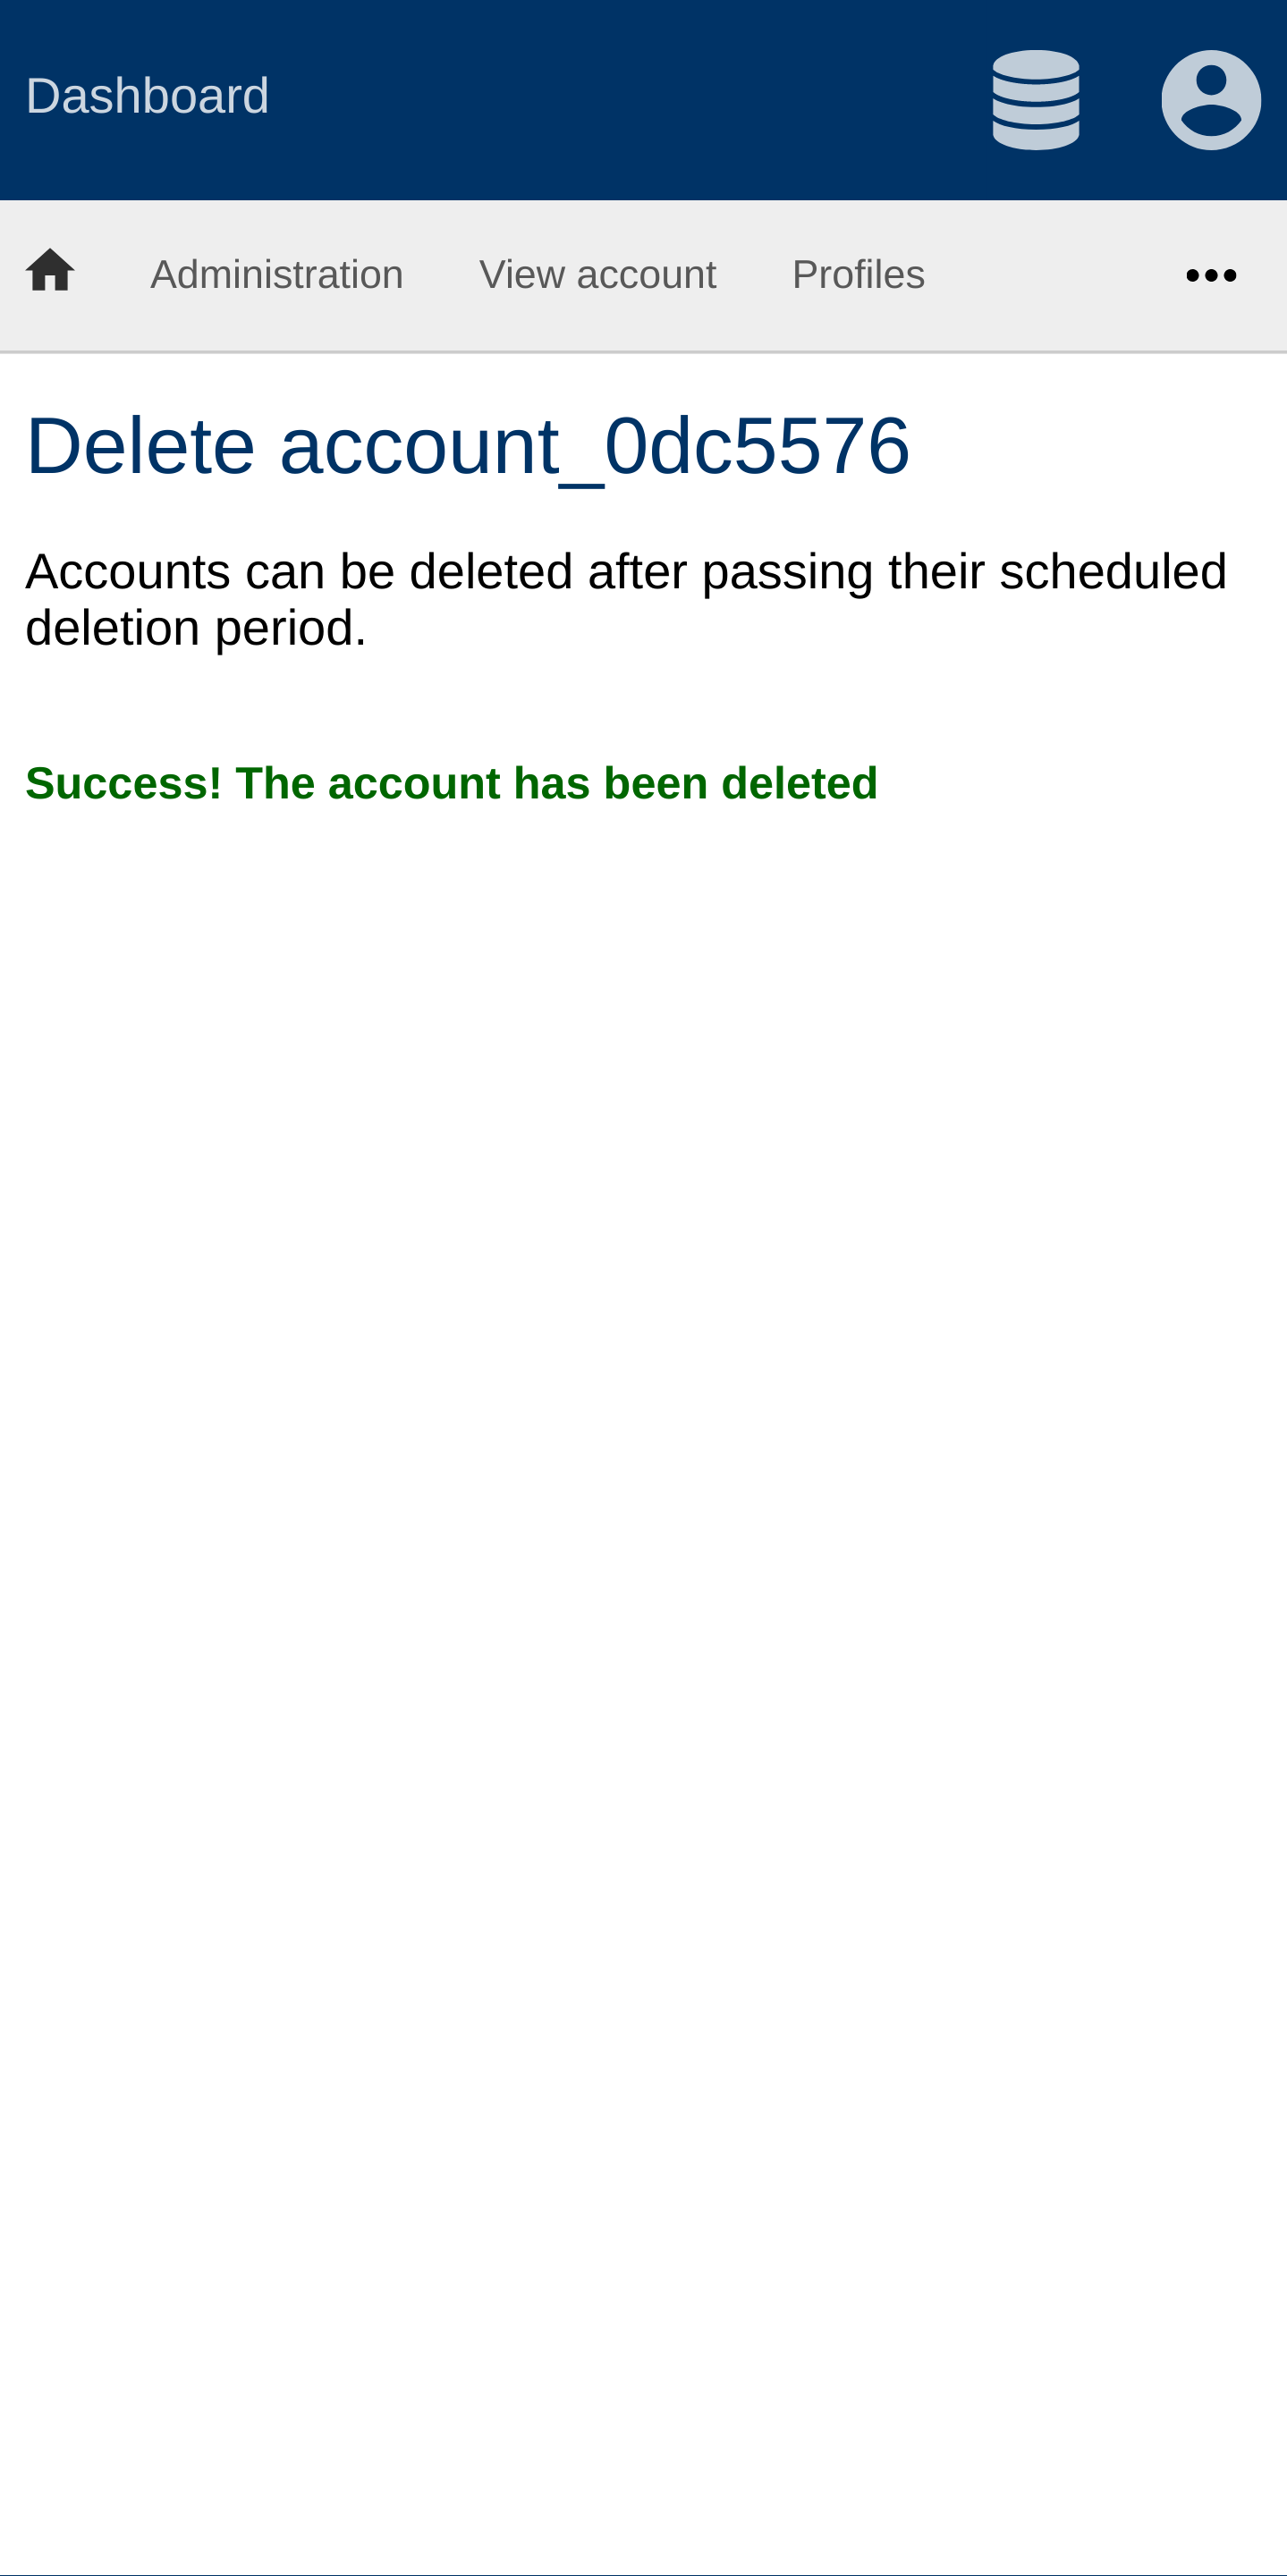 Dashboard
Administration View account Profiles
Delete account_0dc5576
Accounts can be deleted after passing their scheduled
deletion period.
Success! The account has been deleted